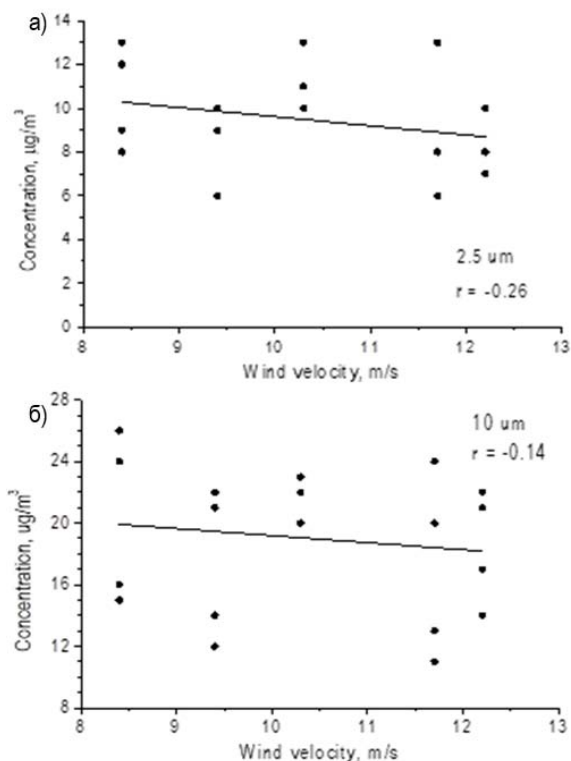 а)
Concentration, µg/m³
14
12
10
8
6
4
2
0
2.5 um
r = -0.26
8 9 10 11 12 13
Wind velocity, m/s
б)
Concentration, ug/m³
28
24
20
16
12
8
10 um
r = -0.14
8 9 10 11 12 13
Wind velocity, m/s